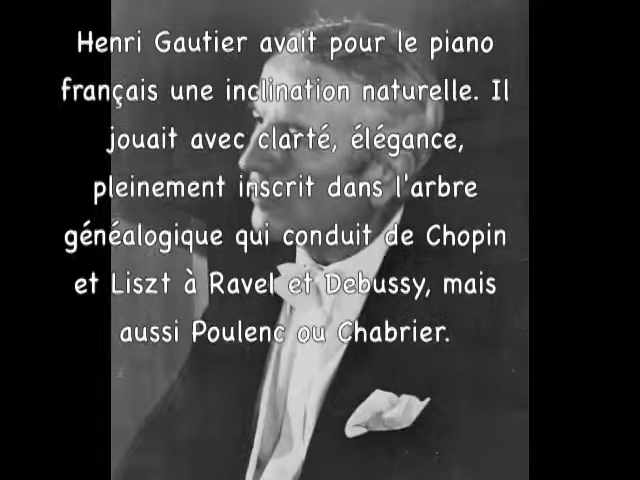 Henri Gautier avait pour le piano
français une inclination naturelle. Il
jouait avec clarté, élégance,
pleinement inscrit dans l'arbre
généalogique qui conduit de Chopin
et Liszt à Ravel et Debussy, mais
aussi Poulenc ou Chabrier.